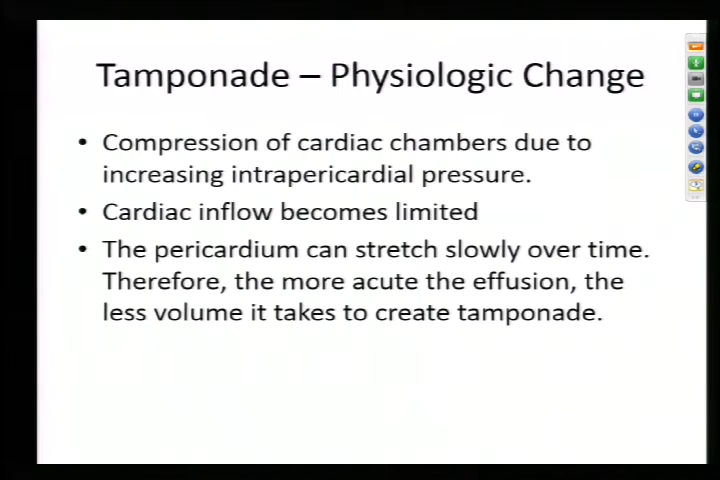 Tamponade – Physiologic Change
• Compression of cardiac chambers due to
increasing intrapericardial pressure.
• Cardiac inflow becomes limited
• The pericardium can stretch slowly over time.
Therefore, the more acute the effusion, the
less volume it takes to create tamponade.